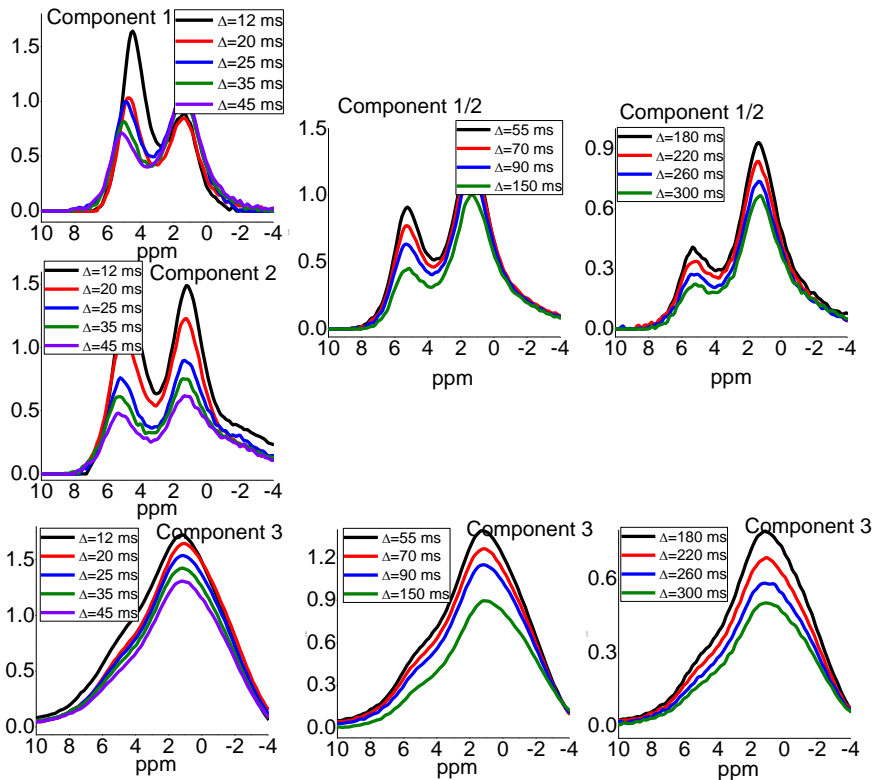 Component 1
Δ=12 ms
Δ=20 ms
Δ=25 ms
Δ=35 ms
Δ=45 ms
1.5
1.0
0.5
0.0
10 8 6 4 2 0 -2 -4
ppm
Component 1/2
Δ=55 ms
Δ=70 ms
Δ=90 ms
Δ=150 ms
1.5
1.0
0.5
0.0
10 8 6 4 2 0 -2 -4
ppm
Component 1/2
Δ=180 ms
Δ=220 ms
Δ=260 ms
Δ=300 ms
0.9
0.6
0.3
0.0
10 8 6 4 2 0 -2 -4
ppm
Component 2
Δ=12 ms
Δ=20 ms
Δ=25 ms
Δ=35 ms
Δ=45 ms
1.5
1.0
0.5
0.0
10 8 6 4 2 0 -2 -4
ppm
Component 3
Δ=12 ms
Δ=20 ms
Δ=25 ms
Δ=35 ms
Δ=45 ms
1.5
1.0
0.5
0.0
10 8 6 4 2 0 -2 -4
ppm
Component 3
Δ=55 ms
Δ=70 ms
Δ=90 ms
Δ=150 ms
1.2
0.9
0.6
0.3
0.0
10 8 6 4 2 0 -2 -4
ppm
Component 3
Δ=180 ms
Δ=220 ms
Δ=260 ms
Δ=300 ms
0.6
0.3
0.0
10 8 6 4 2 0 -2 -4
ppm